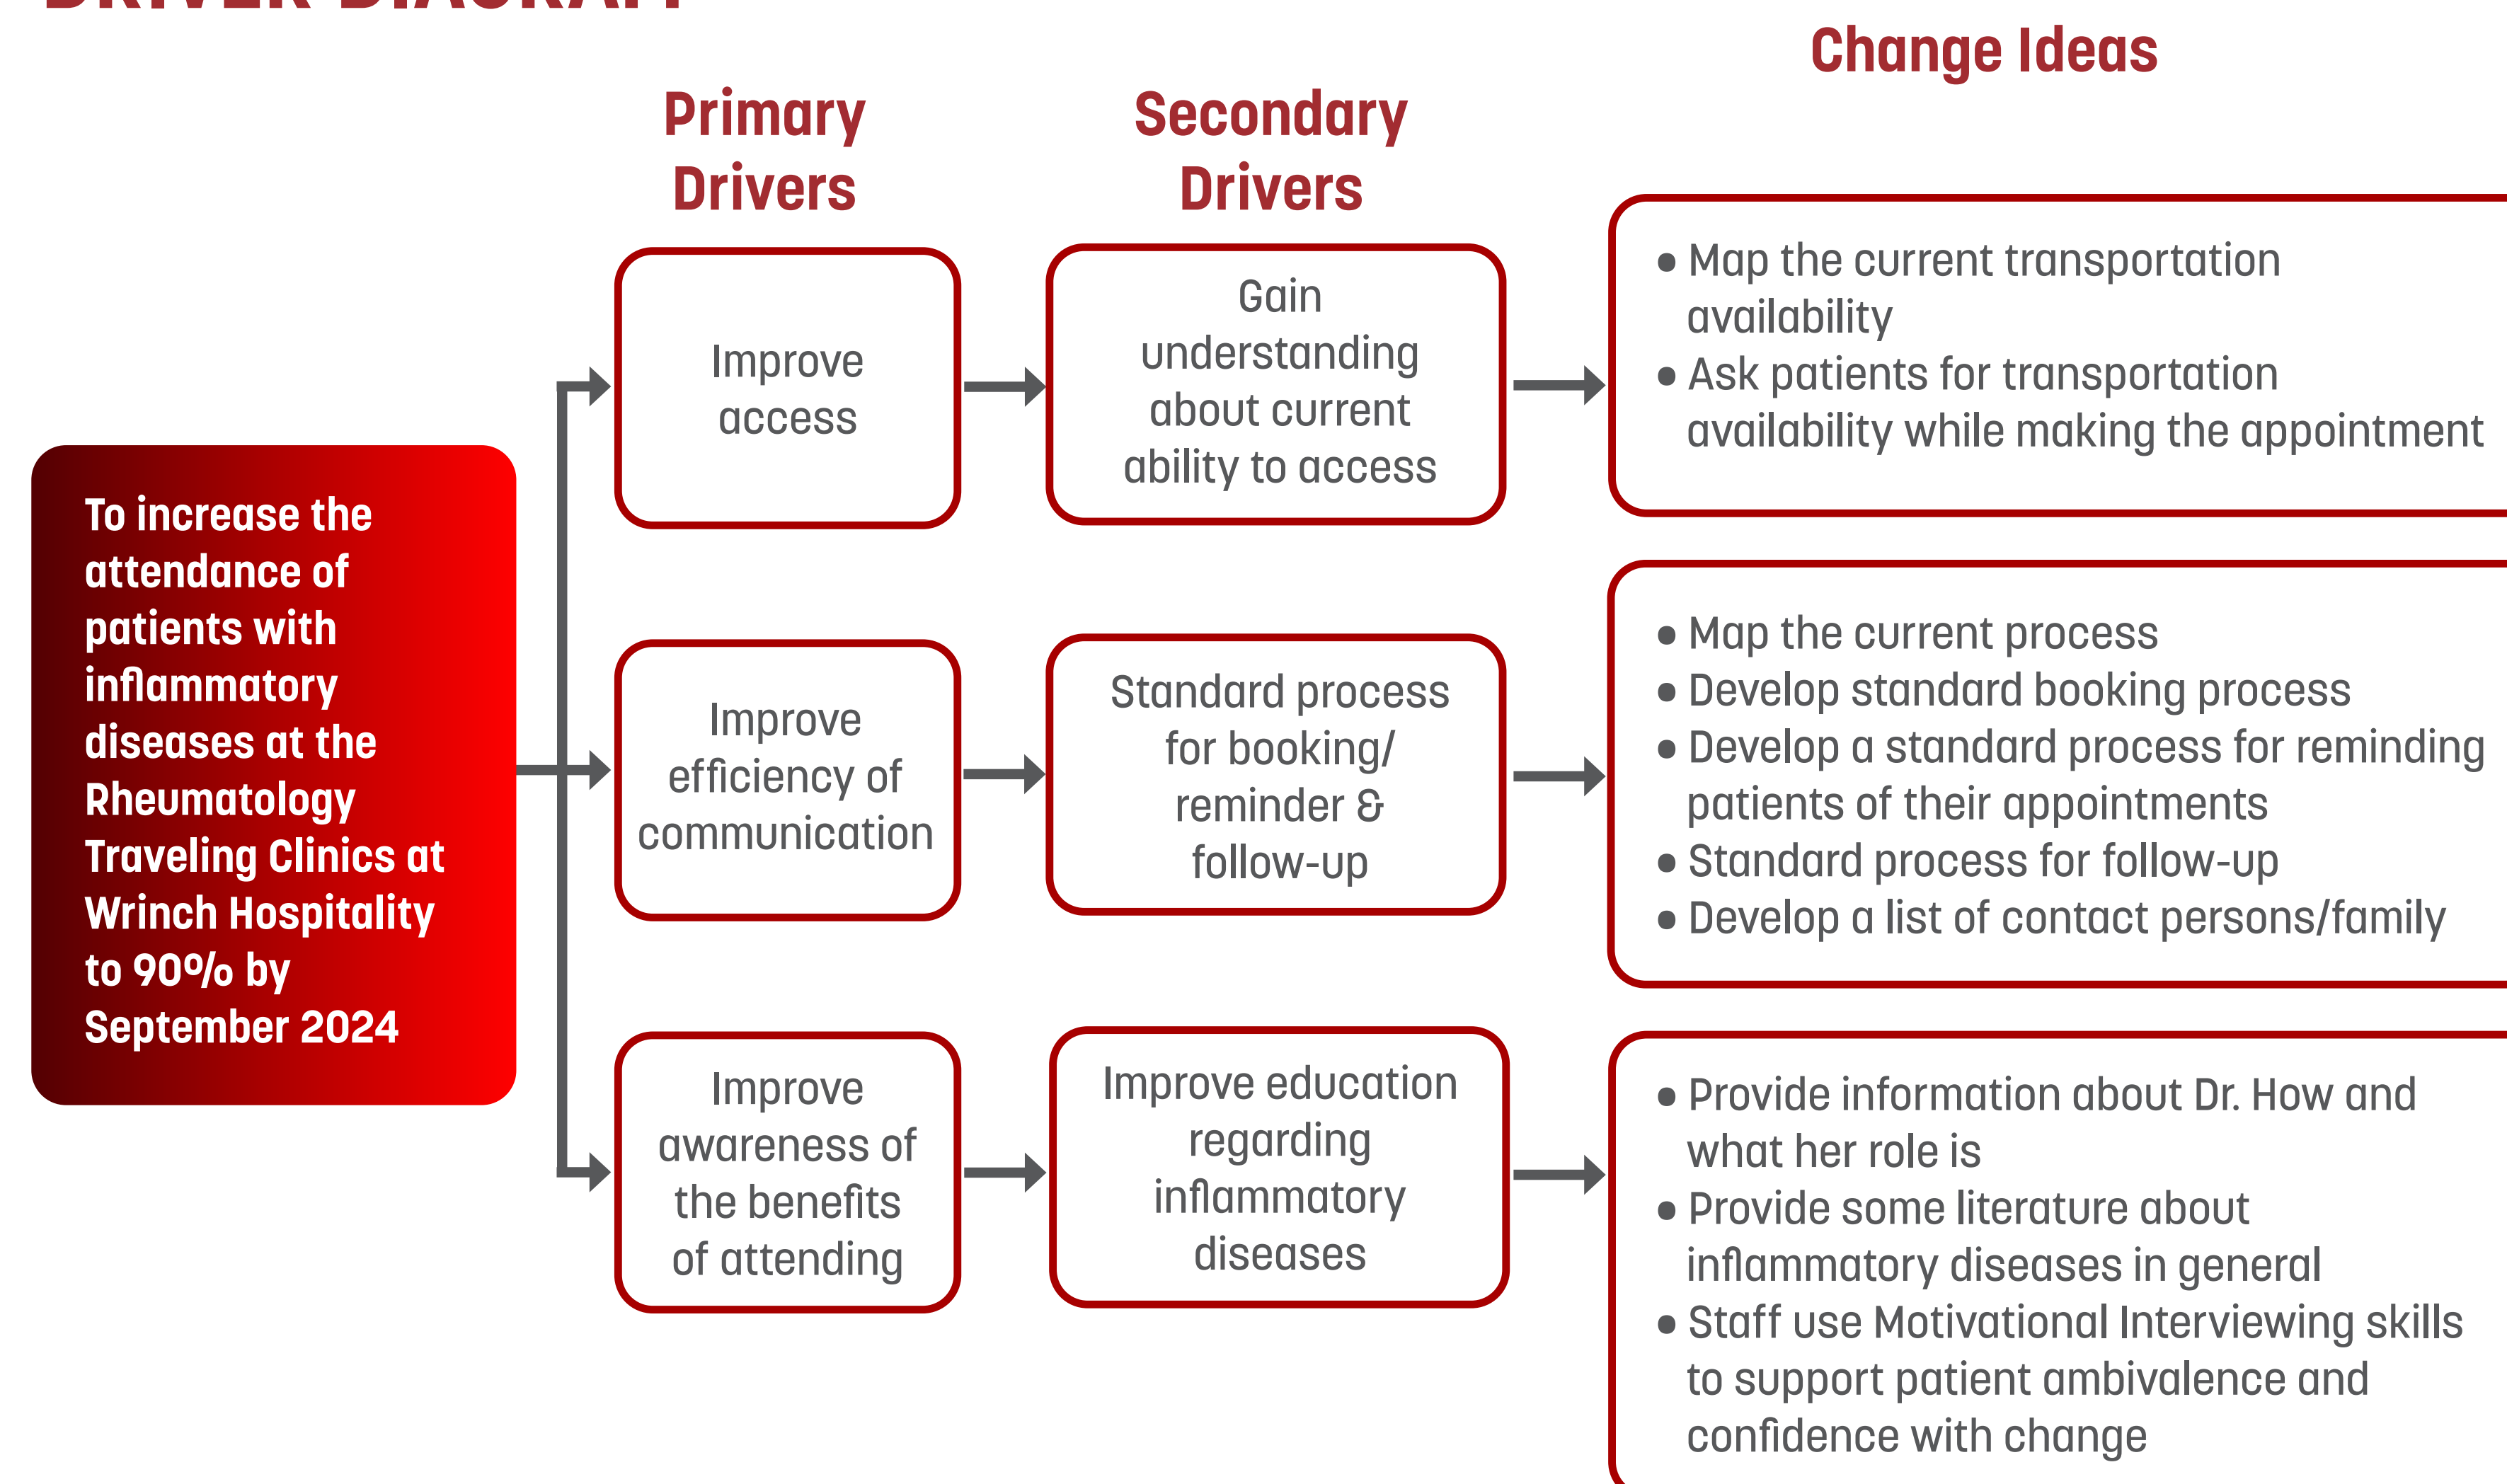 DRIVER DIAGRAM
Change Ideas
Primary
Drivers
Secondary
Drivers
To increase the
attendance of
patients with
inflammatory
diseases at the
Rheumatology
Traveling Clinics at
Wrinch Hospitality
to 90% by
September 2024
Improve
access
Gain
understanding
about current
ability to access
• Map the current transportation
availability
• Ask patients for transportation
availability while making the appointment
Improve
efficiency of
communication
Standard process
for booking/
reminder &
follow-up
• Map the current process
• Develop standard booking process
• Develop a standard process for reminding
patients of their appointments
• Standard process for follow-up
• Develop a list of contact persons/family
Improve
awareness of
the benefits
of attending
Improve education
regarding
inflammatory
diseases
• Provide information about Dr. How and
what her role is
• Provide some literature about
inflammatory diseases in general
• Staff use Motivational Interviewing skills
to support patient ambivalence and
confidence with change